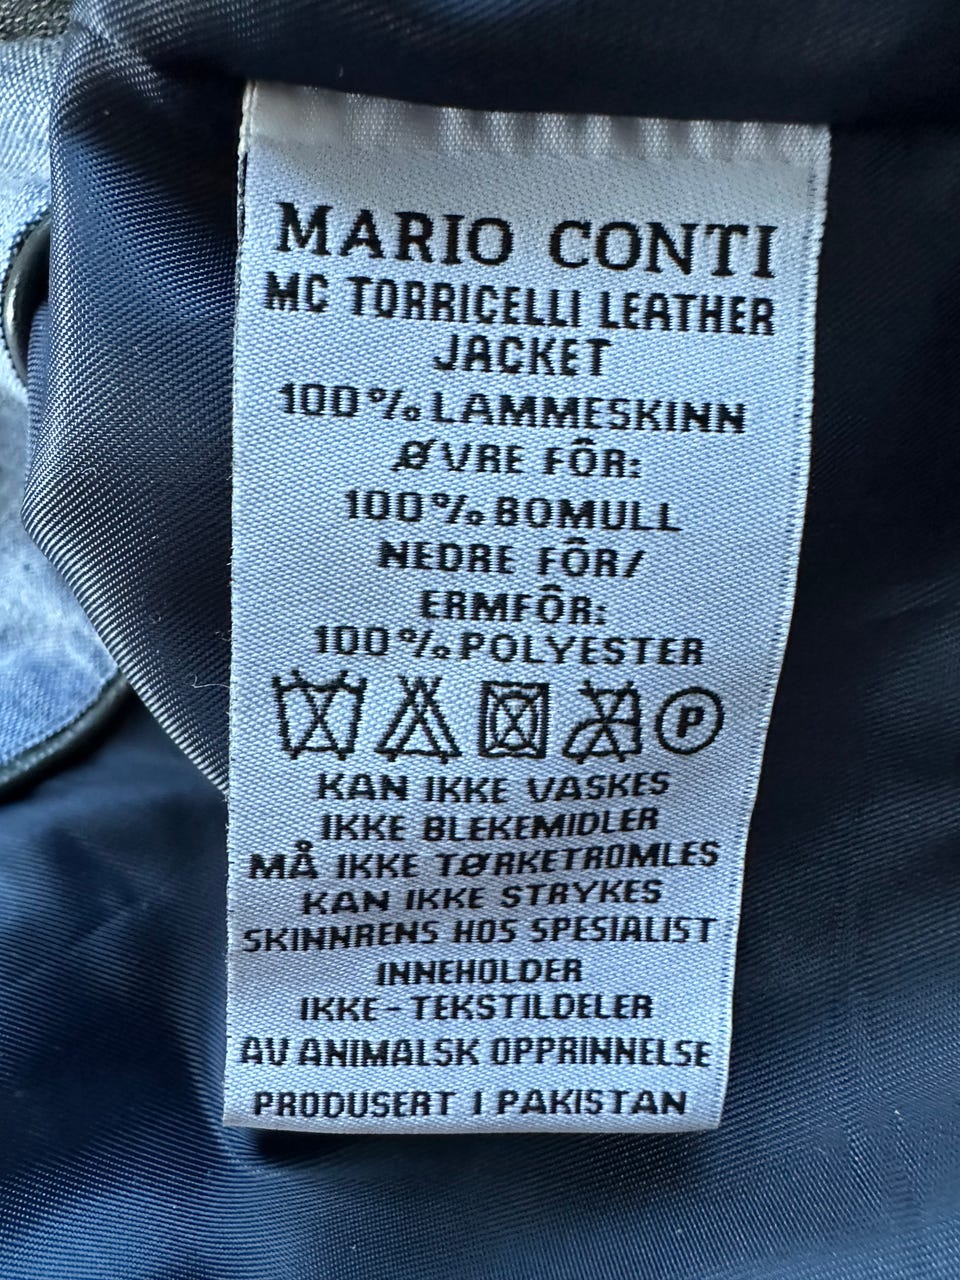 MARIO CONTI
MC TORRICELLI LEATHER
JACKET
100% LAMMESKINN
ØVRE FÔR:
100% BOMULL
NEDRE FÔR/
ERMFÔR:
100% POLYESTER
P
KAN IKKE VASKES
IKKE BLEKEMIDLER
MÅ IKKE TØRKETROMLES
KAN IKKE STRYKES
SKINNRENS HOS SPESIALIST
INNEHOLDER
IKKE-TEKSTILDELER
AV ANIMALSK OPPRINNELSE
PRODUSERT I PAKISTAN